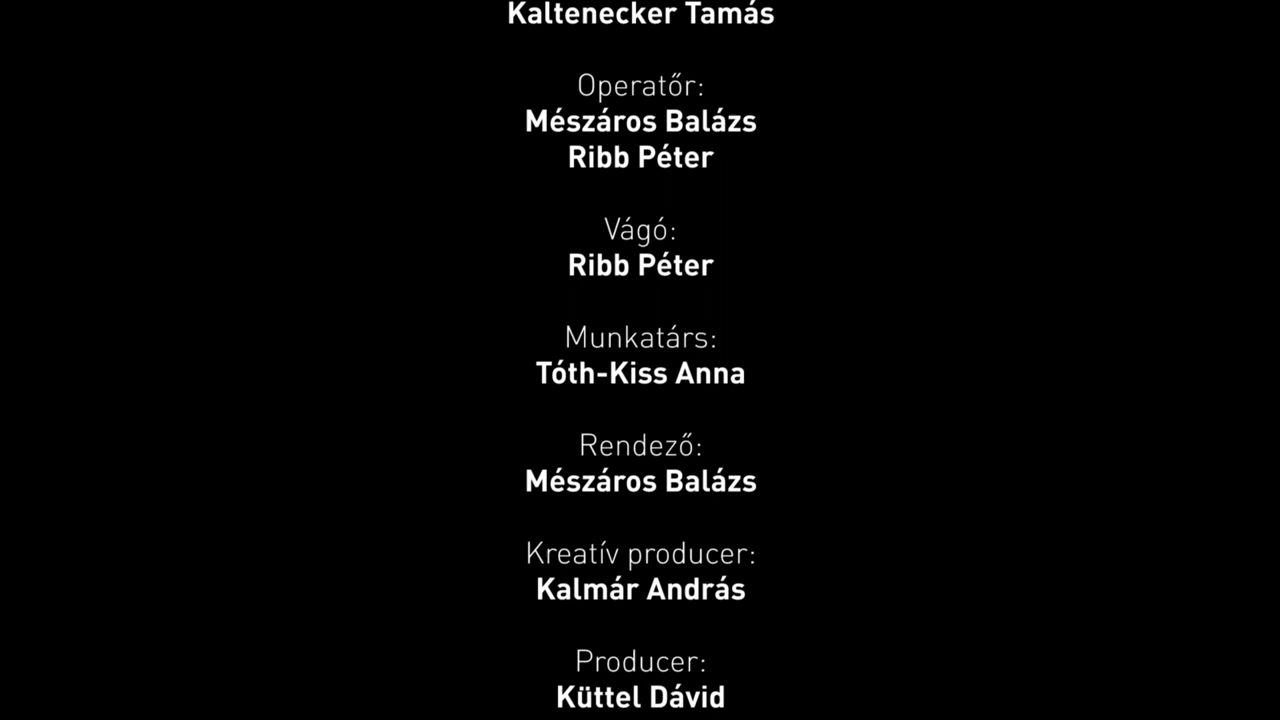 Kaltenecker Tamás
Operatőr:
Mészáros Balázs
Ribb Péter
Vágó:
Ribb Péter
Munkatárs:
Tóth-Kiss Anna
Rendező:
Mészáros Balázs
Kreatív producer:
Kalmár András
Producer:
Küttel Dávid